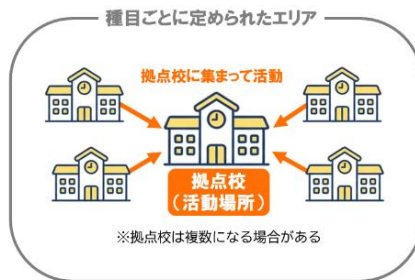 種目ごとに定められたエリア
拠点校に集まって活動
拠点校
（活動場所）
※拠点校は複数になる場合がある